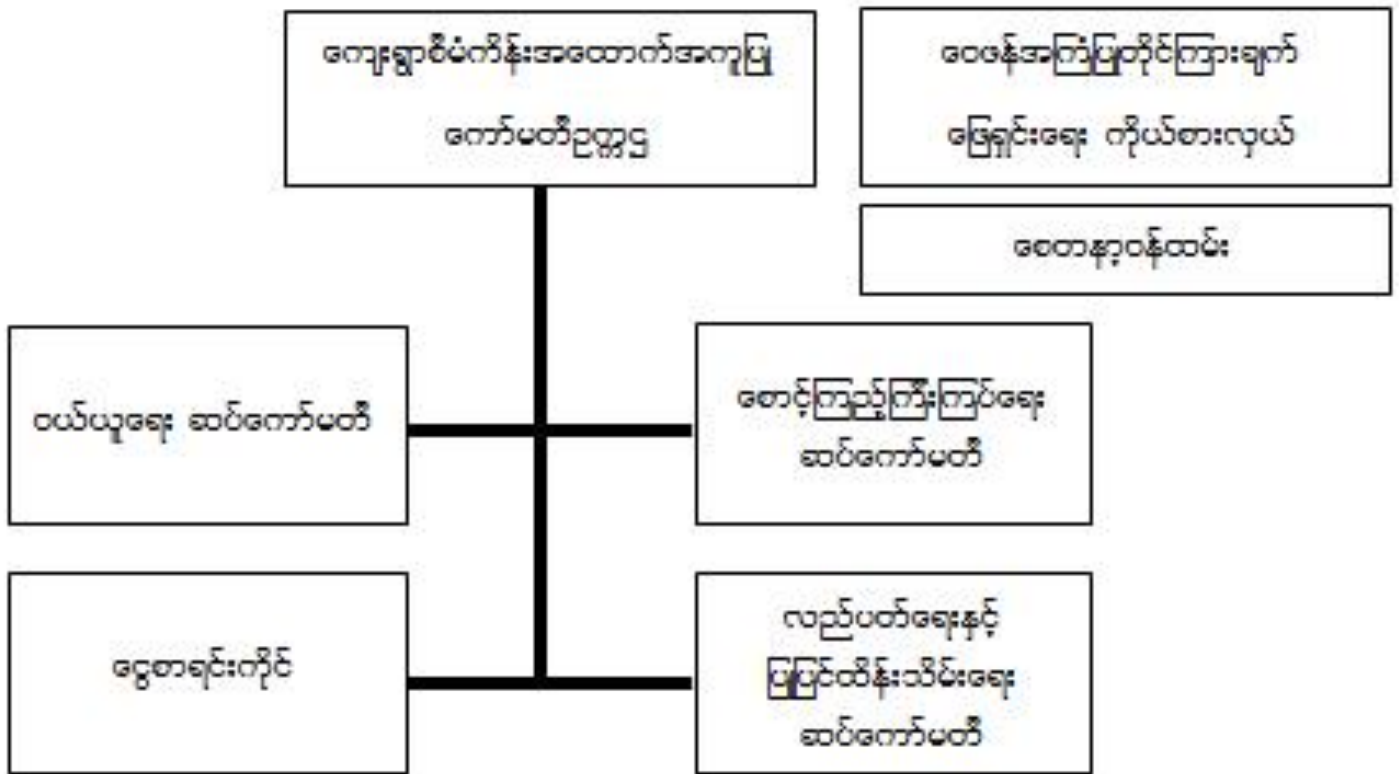 ကျေးရွာစီမံကိန်းအထောက်အကူပြု
ကော်မတီဥက္ကဌ
ဝေဖန်အကြံပြုတိုင်ကြားချက်
ဖြေရှင်းရေး ကိုယ်စားလှယ်
စေတနာ့ဝန်ထမ်း
ဝယ်ယူရေး ဆပ်ကော်မတီ
စောင့်ကြည့်ကြီးကြပ်ရေး
ဆပ်ကော်မတီ
ငွေစာရင်းကိုင်
လည်ပတ်ရေးနှင့်
ပြုပြင်ထိန်းသိမ်းရေး
ဆပ်ကော်မတီ